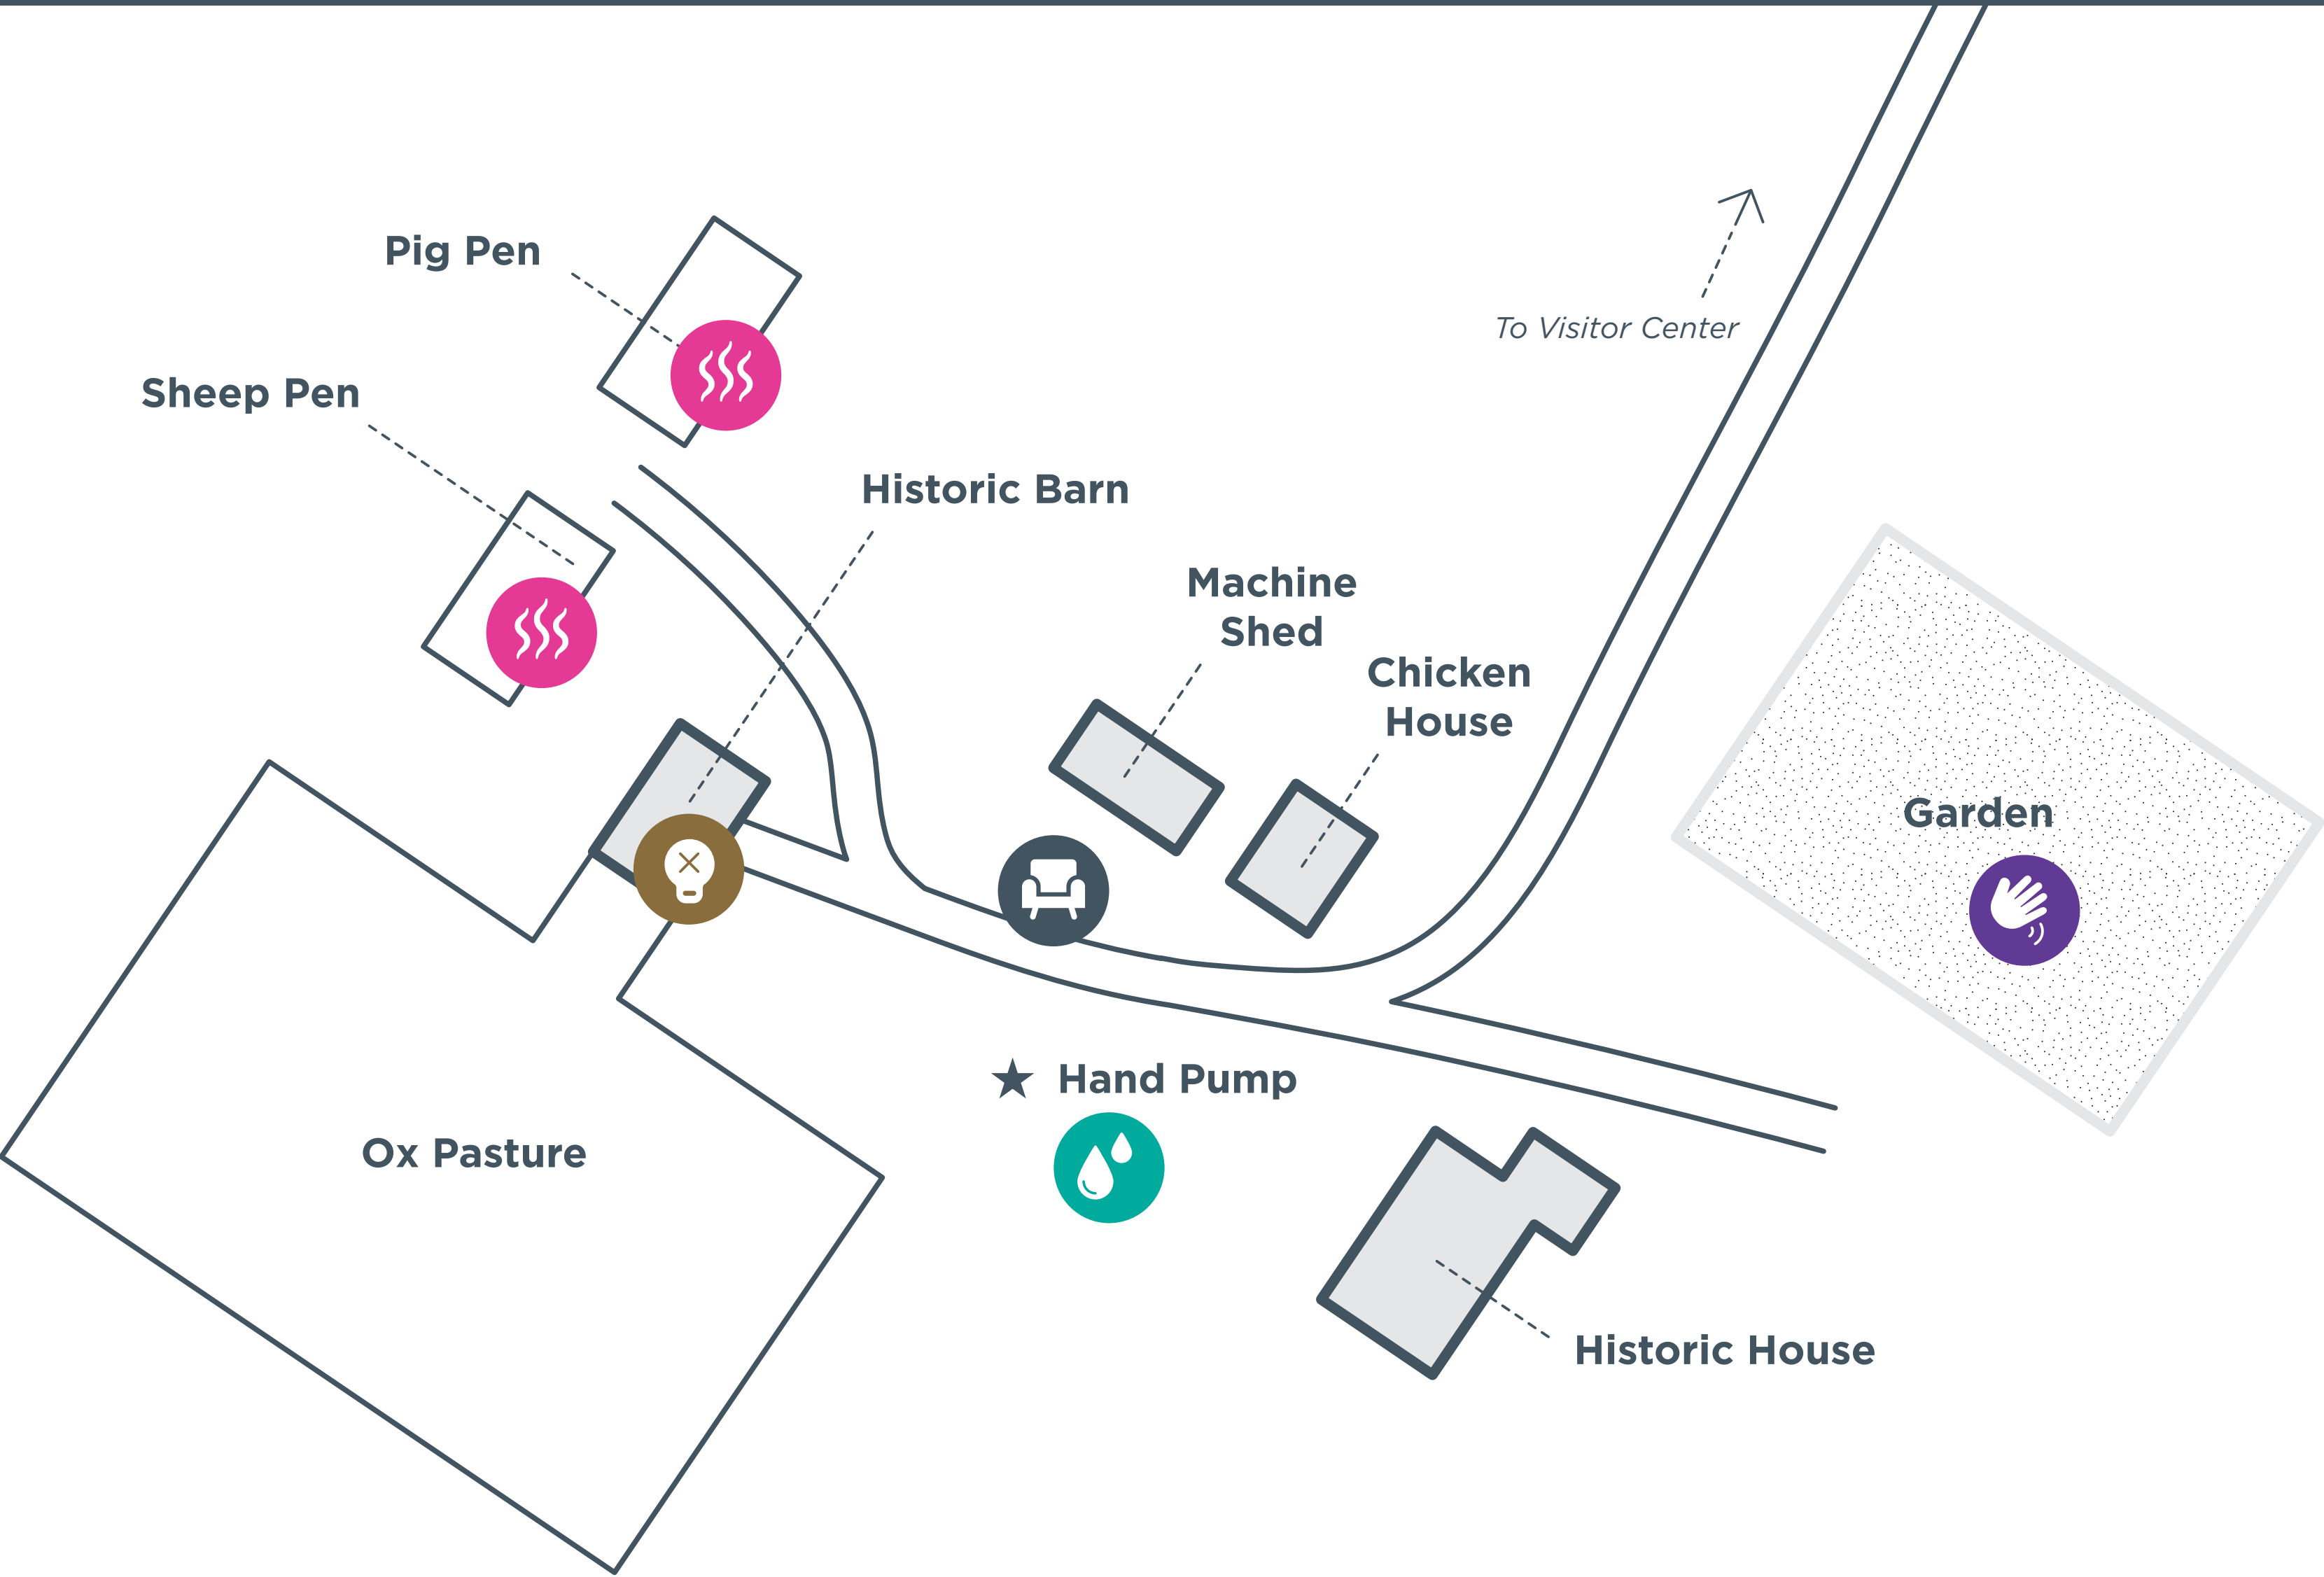 Pig Pen
To Visitor Center
Sheep Pen
Historic Barn
Machine
Shed
Chicken
House
Garden
Hand Pump
Ox Pasture
Historic House